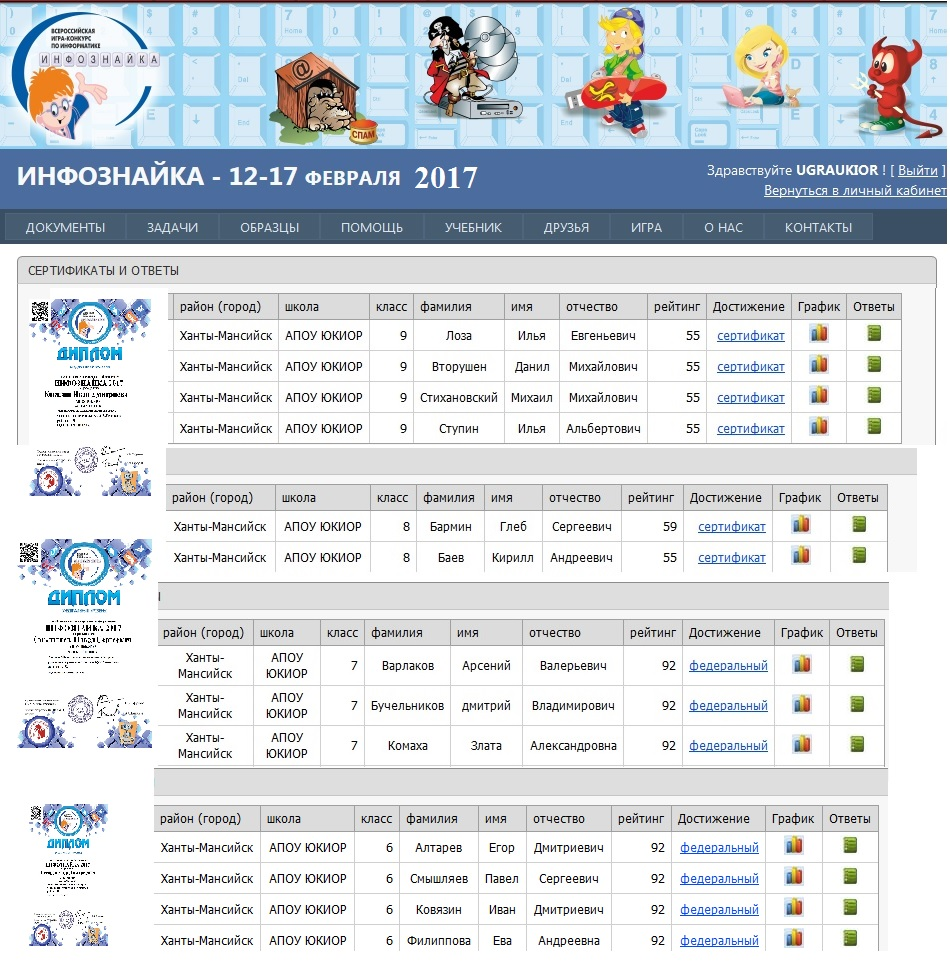 ВСЕРОССИЙСКАЯ
ИГРА-КОНКУРС
ПО ИНФОРМАТИКЕ
ИНФОЗНАЙКА
СПАМ
ИНФОЗНАЙКА - 12-17 ФЕВРАЛЯ 2017
Здравствуйте UGRAUKIOR ! [ Выйти ]
Вернуться в личный кабинет
ДОКУМЕНТЫ ЗАДАЧИ ОБРАЗЦЫ ПОМОЩЬ УЧЕБНИК ДРУЗЬЯ ИГРА О НАС КОНТАКТЫ
СЕРТИФИКАТЫ И ОТВЕТЫ
ДИПЛОМ
ИНФОЗНАЙКА 2017
район (город) школа класс фамилия имя отчество рейтинг Достижение График Ответы
Ханты-Мансийск АПОУ ЮКИОР 9 Лоза Илья Евгеньевич 55 сертификат
Ханты-Мансийск АПОУ ЮКИОР 9 Вторушен Данил Михайлович 55 сертификат
Ханты-Мансийск АПОУ ЮКИОР 9 Стихановский Михаил Михайлович 55 сертификат
Ханты-Мансийск АПОУ ЮКИОР 9 Ступин Илья Альбертович 55 сертификат
район (город) школа класс фамилия имя отчество рейтинг Достижение График Ответы
Ханты-Мансийск АПОУ ЮКИОР 8 Бармин Глеб Сергеевич 59 сертификат
Ханты-Мансийск АПОУ ЮКИОР 8 Баев Кирилл Андреевич 55 сертификат
ДИПЛОМ
ИНФОЗНАЙКА 2017
район (город) школа класс фамилия имя отчество рейтинг Достижение График Ответы
Ханты-Мансийск АПОУ ЮКИОР 7 Варлаков Арсений Валерьевич 92 федеральный
Ханты-Мансийск АПОУ ЮКИОР 7 Бучельников дмитрий Владимирович 92 федеральный
Ханты-Мансийск АПОУ ЮКИОР 7 Комаха Злата Александровна 92 федеральный
ДИПЛОМ
район (город) школа класс фамилия имя отчество рейтинг Достижение График Ответы
Ханты-Мансийск АПОУ ЮКИОР 6 Алтарев Егор Дмитриевич 92 федеральный
Ханты-Мансийск АПОУ ЮКИОР 6 Смышляев Павел Сергеевич 92 федеральный
Ханты-Мансийск АПОУ ЮКИОР 6 Ковязин Иван Дмитриевич 92 федеральный
Ханты-Мансийск АПОУ ЮКИОР 6 Филиппова Ева Андреевна 92 федеральный